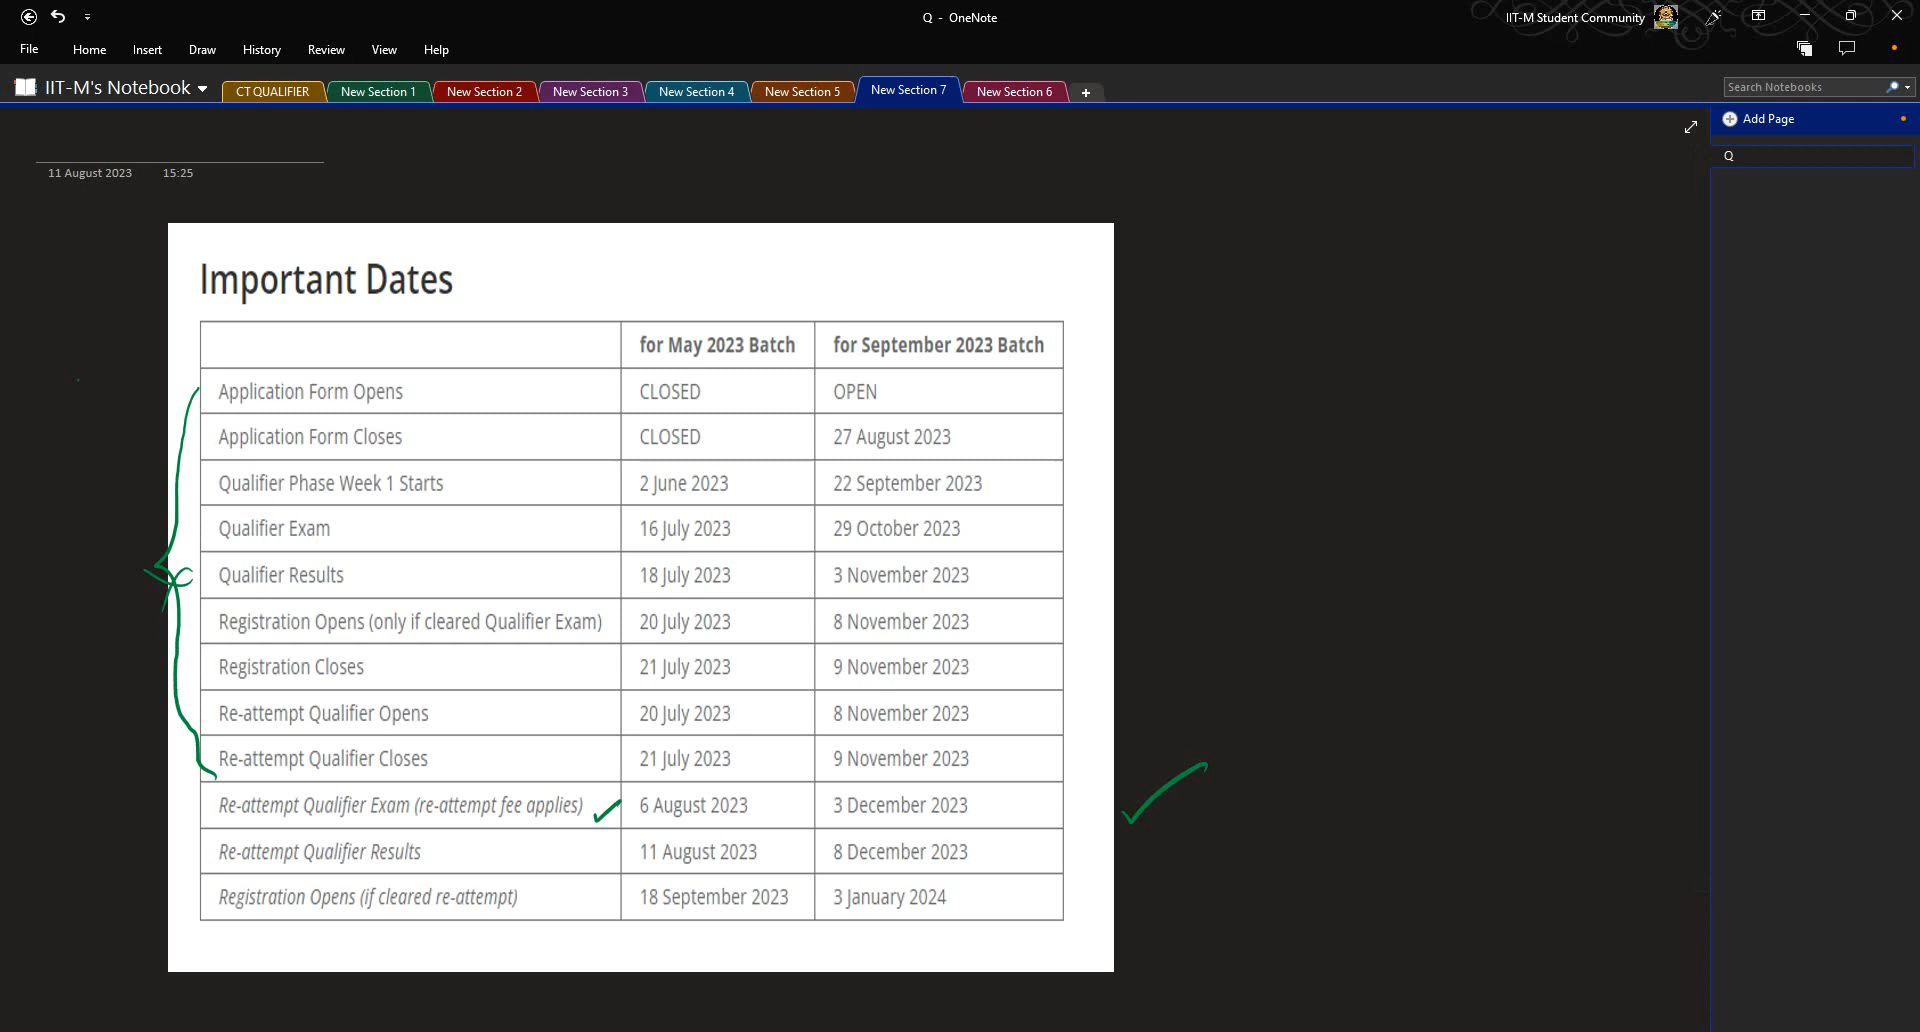 Q - OneNote
IIT-M Student Community
File Home Insert Draw History Review View Help
IIT-M's Notebook
CT QUALIFIER New Section 1 New Section 2 New Section 3 New Section 4 New Section 5 New Section 7 New Section 6 +
Search Notebooks
Add Page
Q
11 August 2023 15:25
Important Dates
for May 2023 Batch for September 2023 Batch
Application Form Opens CLOSED OPEN
Application Form Closes CLOSED 27 August 2023
Qualifier Phase Week 1 Starts 2 June 2023 22 September 2023
Qualifier Exam 16 July 2023 29 October 2023
Qualifier Results 18 July 2023 3 November 2023
Registration Opens (only if cleared Qualifier Exam) 20 July 2023 8 November 2023
Registration Closes 21 July 2023 9 November 2023
Re-attempt Qualifier Opens 20 July 2023 8 November 2023
Re-attempt Qualifier Closes 21 July 2023 9 November 2023
Re-attempt Qualifier Exam (re-attempt fee applies) 6 August 2023 3 December 2023
Re-attempt Qualifier Results 11 August 2023 8 December 2023
Registration Opens (if cleared re-attempt) 18 September 2023 3 January 2024